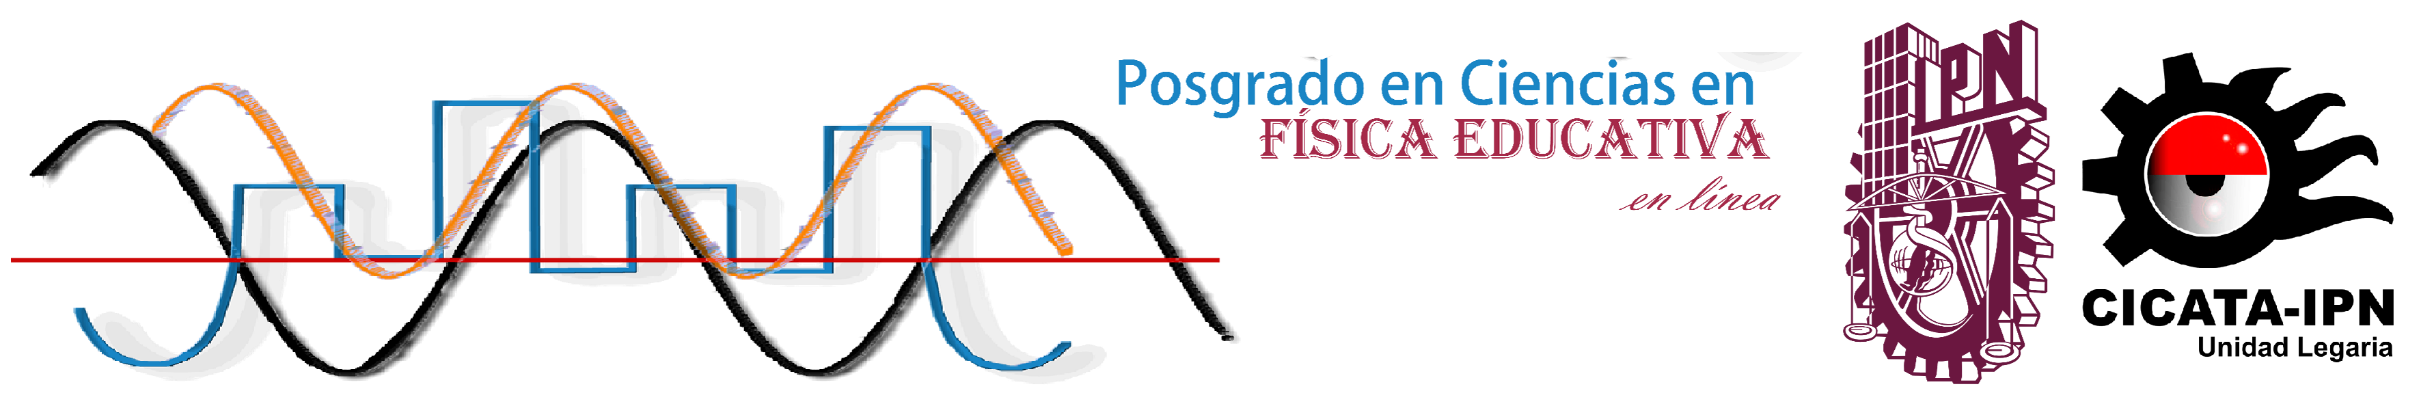 Posgrado en Ciencias en
FÍSICA EDUCATIVA
en línea
IPN
CICATA-IPN
Unidad Legaria